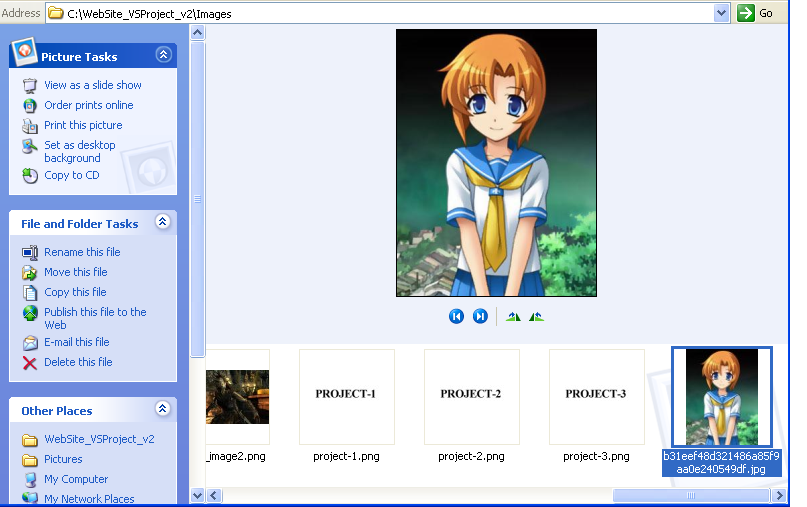 Address C:\WebSite_VSProject_v2\Images Go
Picture Tasks
View as a slide show
Order prints online
Print this picture
Set as desktop
background
Copy to CD
File and Folder Tasks
Rename this file
Move this file
Copy this file
Publish this file to the
Web
E-mail this file
Delete this file
Other Places
WebSite_VSProject_v2
Pictures
My Computer
My Network Places
PROJECT-1
PROJECT-2
PROJECT-3
_image2.png
project-1.png
project-2.png
project-3.png
b31eef48d321486a85f9
aa0e240549df.jpg